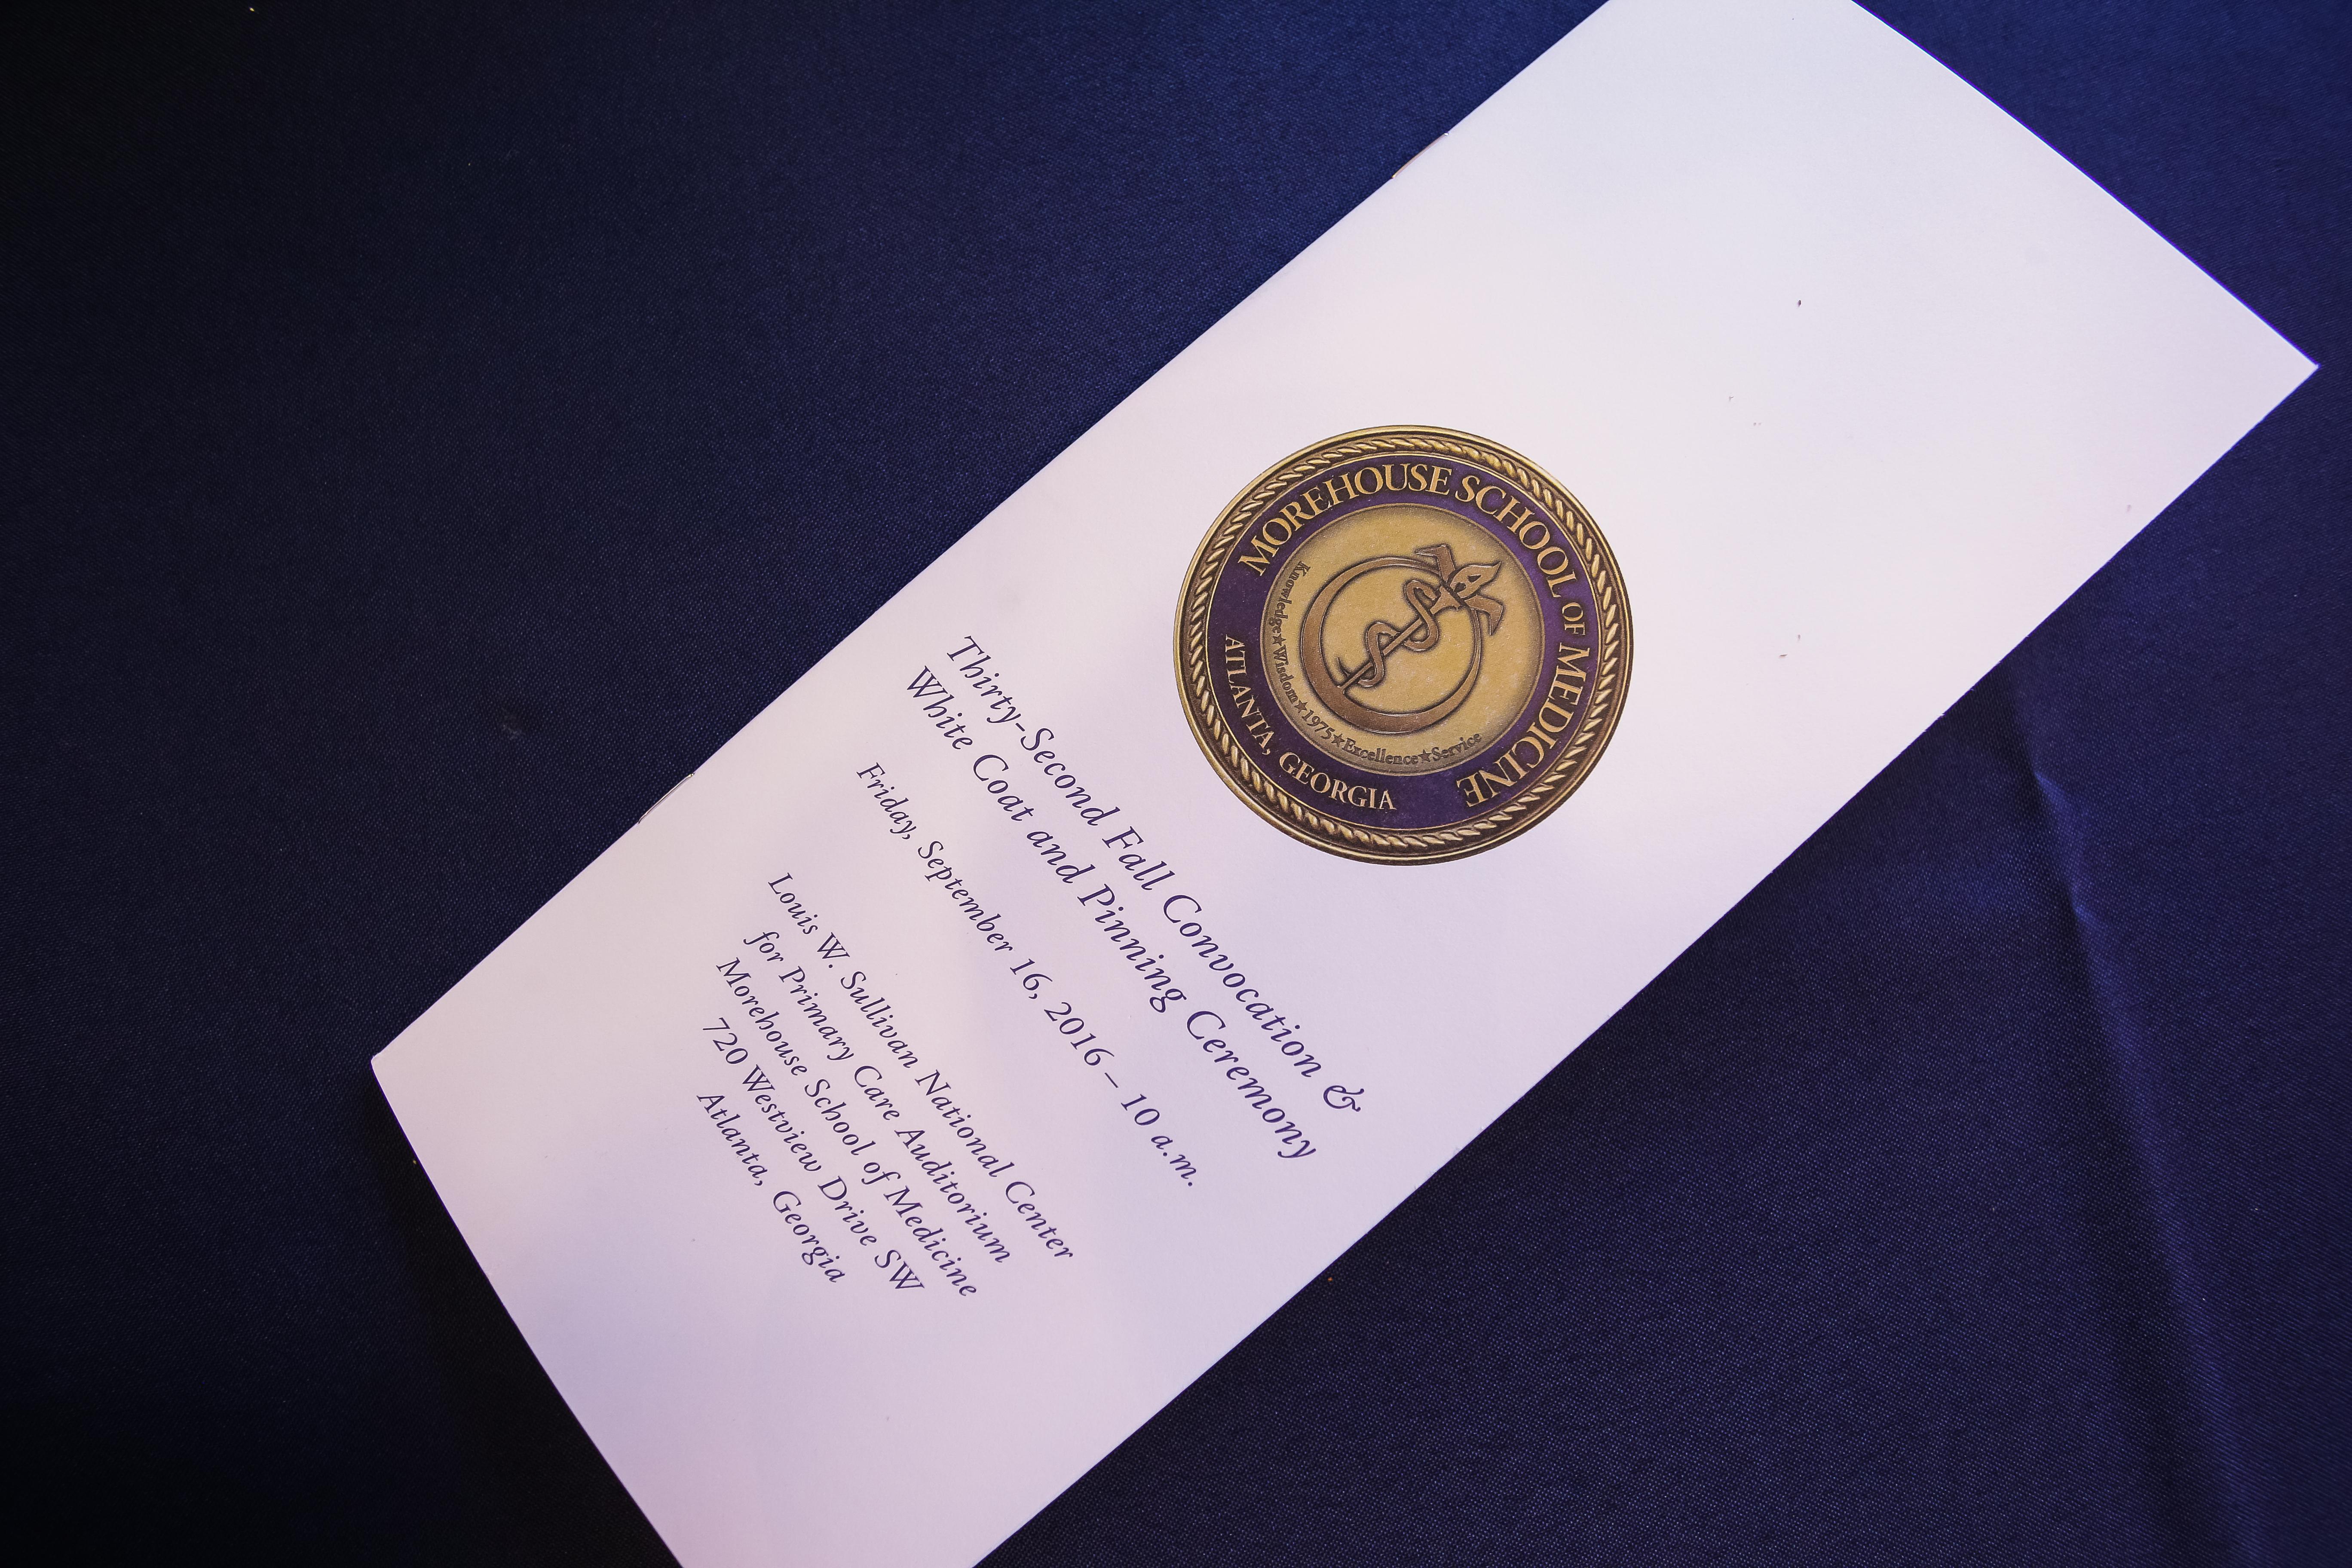 MOREHOUSE SCHOOL OF MEDICINE
Knowledge★Wisdom★1975★Excellence★Service
ATLANTA, GEORGIA
Thirty-Second Fall Convocation &
White Coat and Pinning Ceremony
Friday, September 16, 2016 – 10 a.m.
Louis W. Sullivan National Center
for Primary Care Auditorium
Morehouse School of Medicine
720 Westview Drive SW
Atlanta, Georgia